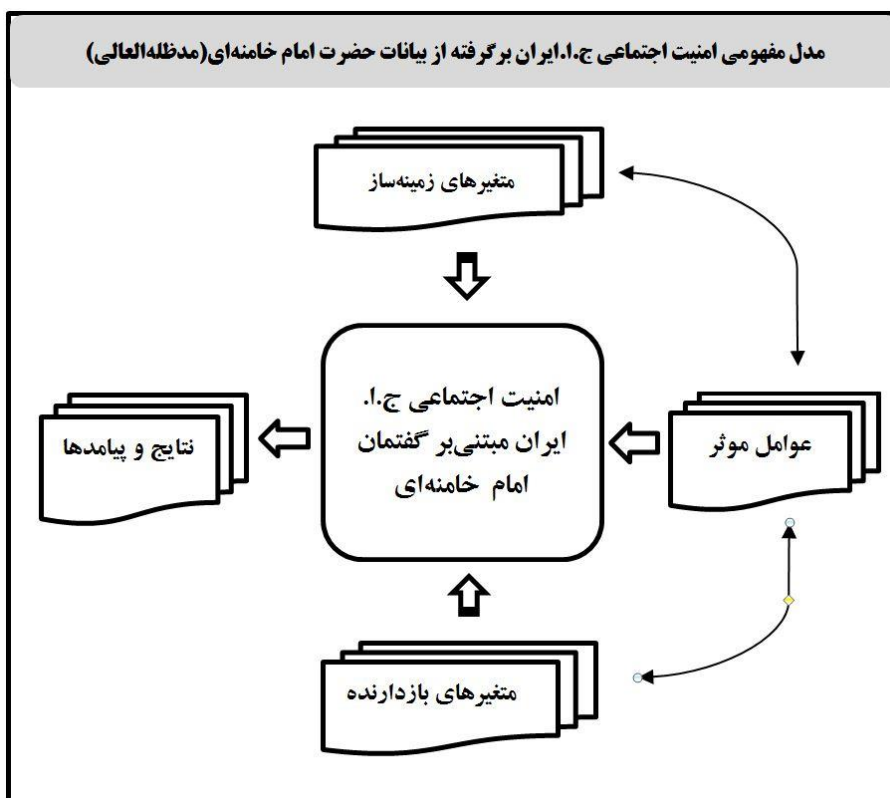 مدل مفهومی امنیت اجتماعی ج.ا.ایران برگرفته از بیانات حضرت امام خامنه‌ای(مدظله‌العالی)
متغیرهای زمینه‌ساز
عوامل موثر
امنیت اجتماعی ج.ا.
ایران مبتنی‌بر گفتمان
امام خامنه‌ای
نتایج و پیامدها
متغیرهای بازدارنده